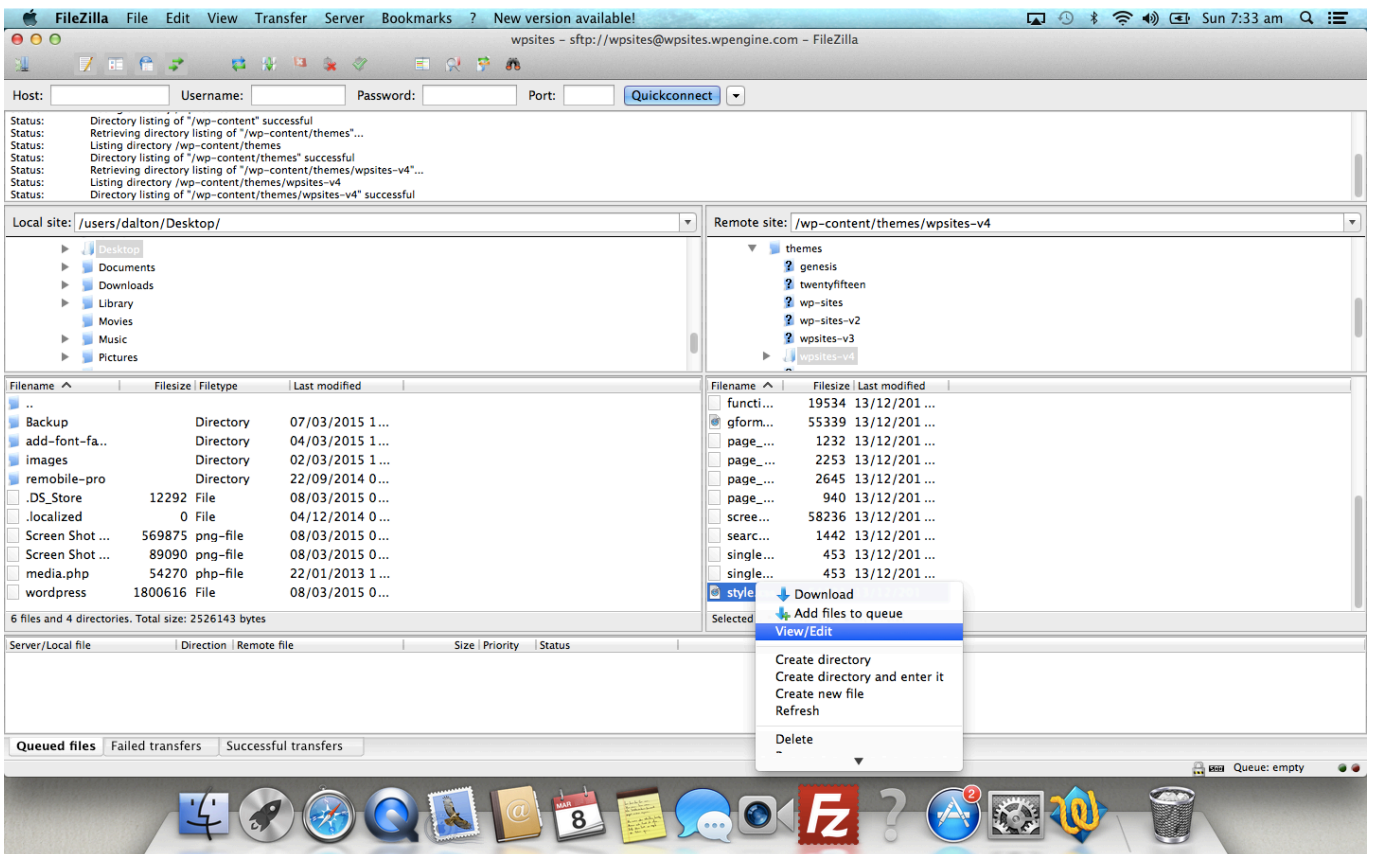 FileZilla File Edit View Transfer Server Bookmarks ? New version available! Sun 7:33 am
wpsites – sftp://wpsites@wpsites.wpengine.com – FileZilla
Host: Username: Password: Port: Quickconnect
Status: Directory listing of "/wp-content" successful
Status: Retrieving directory listing of "/wp-content/themes"...
Status: Listing directory /wp-content/themes
Status: Directory listing of "/wp-content/themes" successful
Status: Retrieving directory listing of "/wp-content/themes/wpsites-v4"...
Status: Listing directory /wp-content/themes/wpsites-v4
Status: Directory listing of "/wp-content/themes/wpsites-v4" successful
Local site: /users/dalton/Desktop/
Desktop
Documents
Downloads
Library
Movies
Music
Pictures
Remote site: /wp-content/themes/wpsites-v4
themes
? genesis
? twentyfifteen
? wp-sites
? wp-sites-v2
? wpsites-v3
wpsites-v4
Filename Filesize Filetype Last modified
..
Backup Directory 07/03/2015 1...
add-font-fa... Directory 04/03/2015 1...
images Directory 02/03/2015 1...
remobile-pro Directory 22/09/2014 0...
.DS_Store 12292 File 08/03/2015 0...
.localized 0 File 04/12/2014 0...
Screen Shot ... 569875 png-file 08/03/2015 0...
Screen Shot ... 89090 png-file 08/03/2015 0...
media.php 54270 php-file 22/01/2013 1...
wordpress 1800616 File 08/03/2015 0...
6 files and 4 directories. Total size: 2526143 bytes
Filename Filesize Last modified
functi... 19534 13/12/201 ...
gform... 55339 13/12/201 ...
page_... 1232 13/12/201 ...
page_... 2253 13/12/201 ...
page_... 2645 13/12/201 ...
page_... 940 13/12/201 ...
scree... 58236 13/12/201 ...
searc... 1442 13/12/201 ...
single... 453 13/12/201 ...
single... 453 13/12/201 ...
style
Selected
Download
Add files to queue
View/Edit
Create directory
Create directory and enter it
Create new file
Refresh
Delete
Server/Local file Direction Remote file Size Priority Status
Queued files Failed transfers Successful transfers
Queue: empty
MAR
8
Fz
?
2